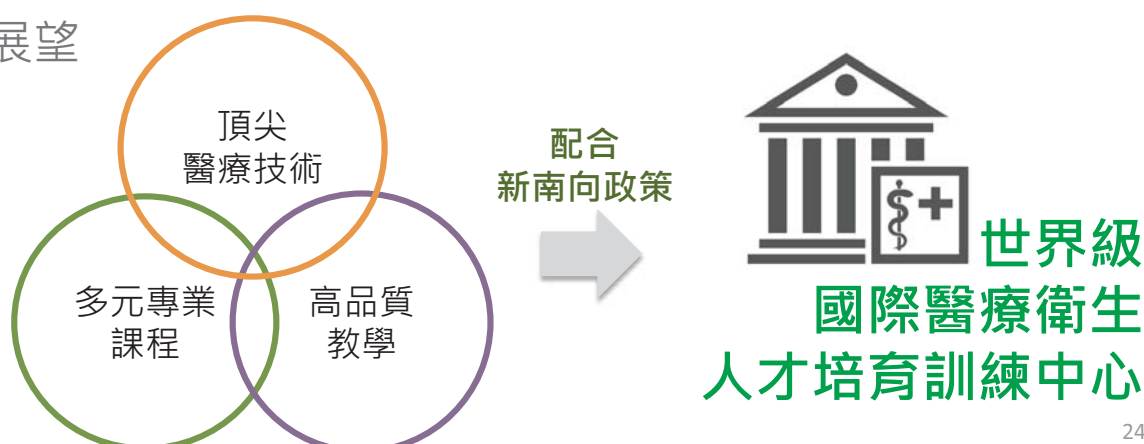 展望
頂尖
醫療技術
多元專業
課程
高品質
教學
配合
新南向政策
世界級
國際醫療衛生
人才培育訓練中心
24